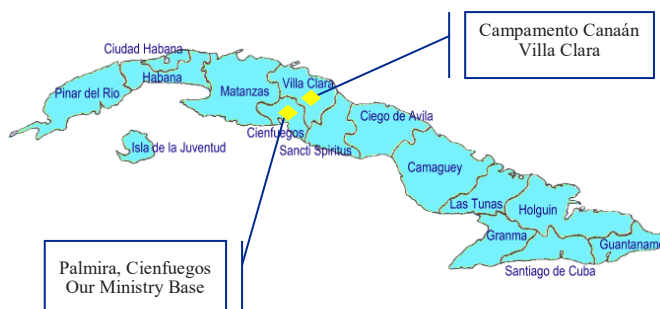 Campamento Canaán
Villa Clara
Ciudad Habana
Habana
Pinar del Rio
Matanzas
Villa Clara
Ciego de Avila
Cienfuegos
Isla de la Juventud
Sancti Spiritus
Camaguey
Las Tunas
Holguin
Granma
Guantanamo
Santiago de Cuba
Palmira, Cienfuegos
Our Ministry Base